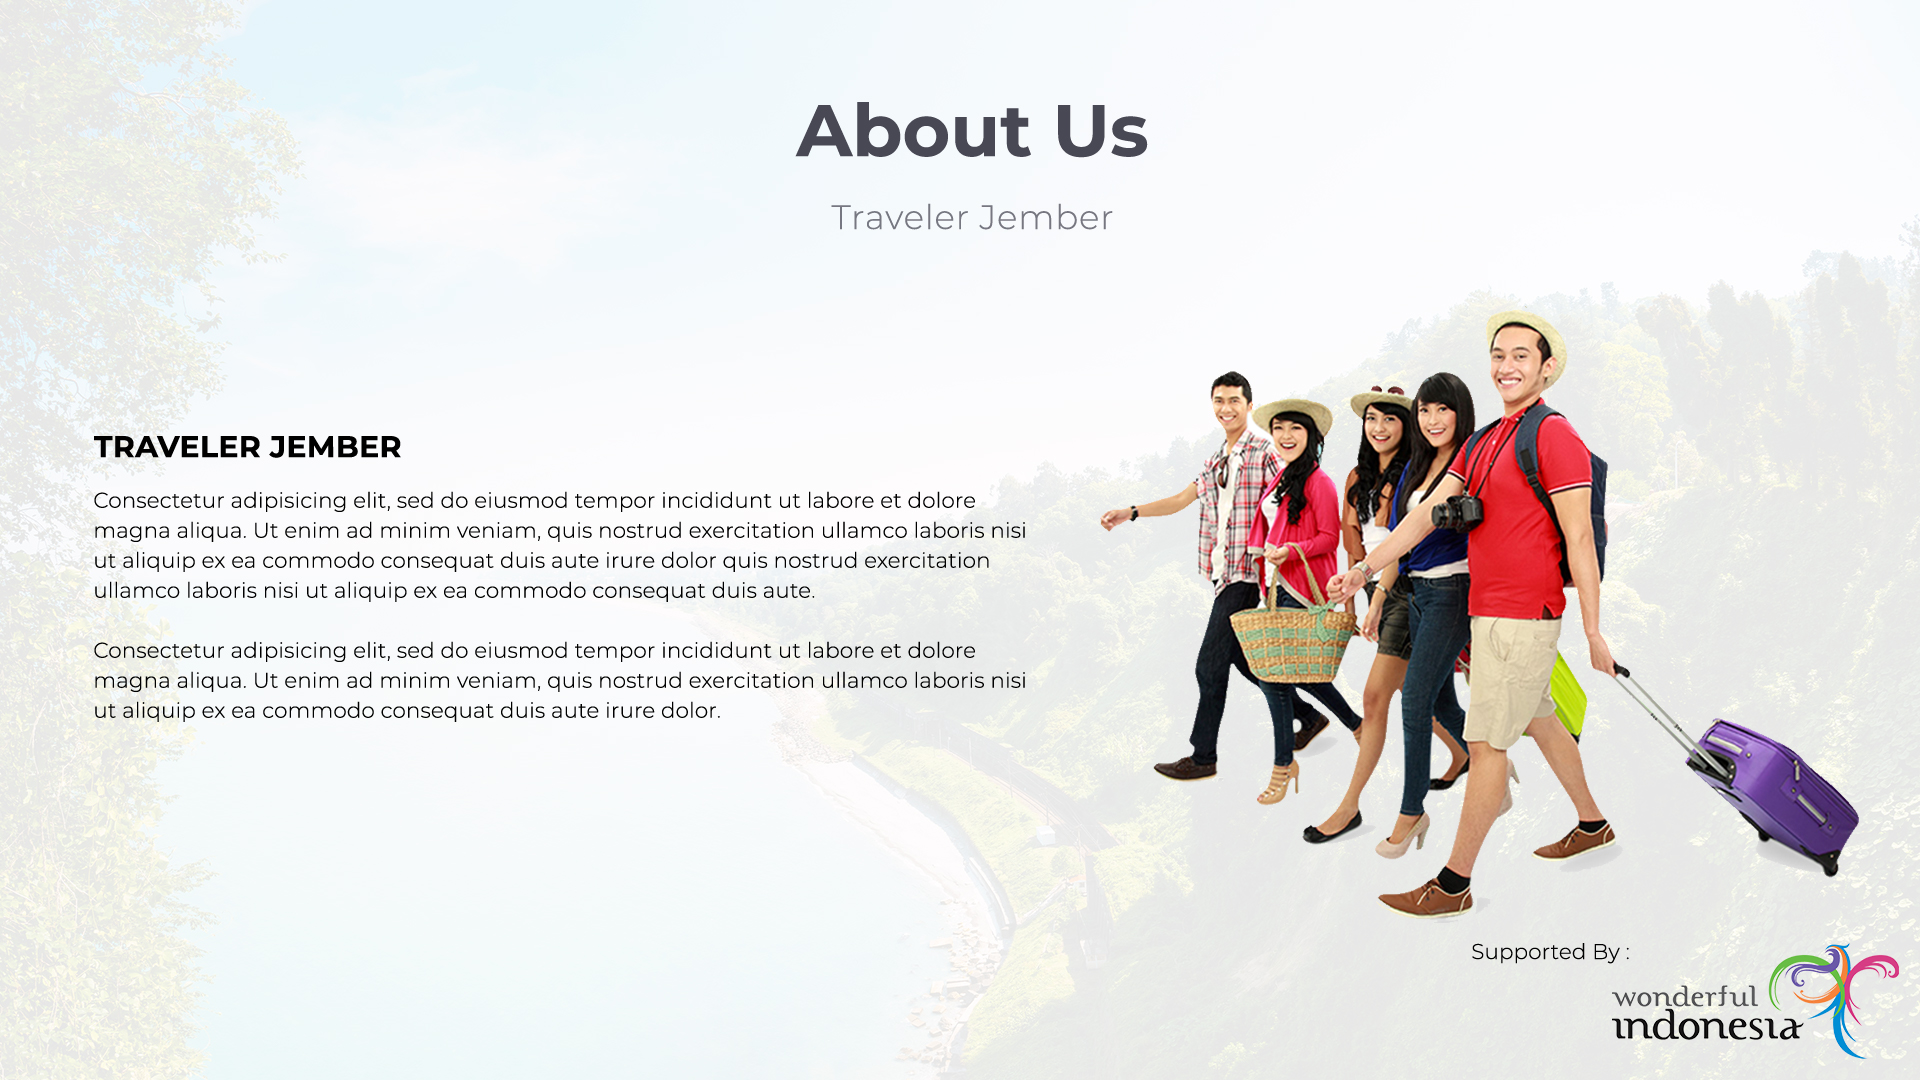 About Us
Traveler Jember
TRAVELER JEMBER
Consectetur adipisicing elit, sed do eiusmod tempor incididunt ut labore et dolore
magna aliqua. Ut enim ad minim veniam, quis nostrud exercitation ullamco laboris nisi
ut aliquip ex ea commodo consequat duis aute irure dolor quis nostrud exercitation
ullamco laboris nisi ut aliquip ex ea commodo consequat duis aute.
Consectetur adipisicing elit, sed do eiusmod tempor incididunt ut labore et dolore
magna aliqua. Ut enim ad minim veniam, quis nostrud exercitation ullamco laboris nisi
ut aliquip ex ea commodo consequat duis aute irure dolor.
Supported By :
wonderful
indonesia